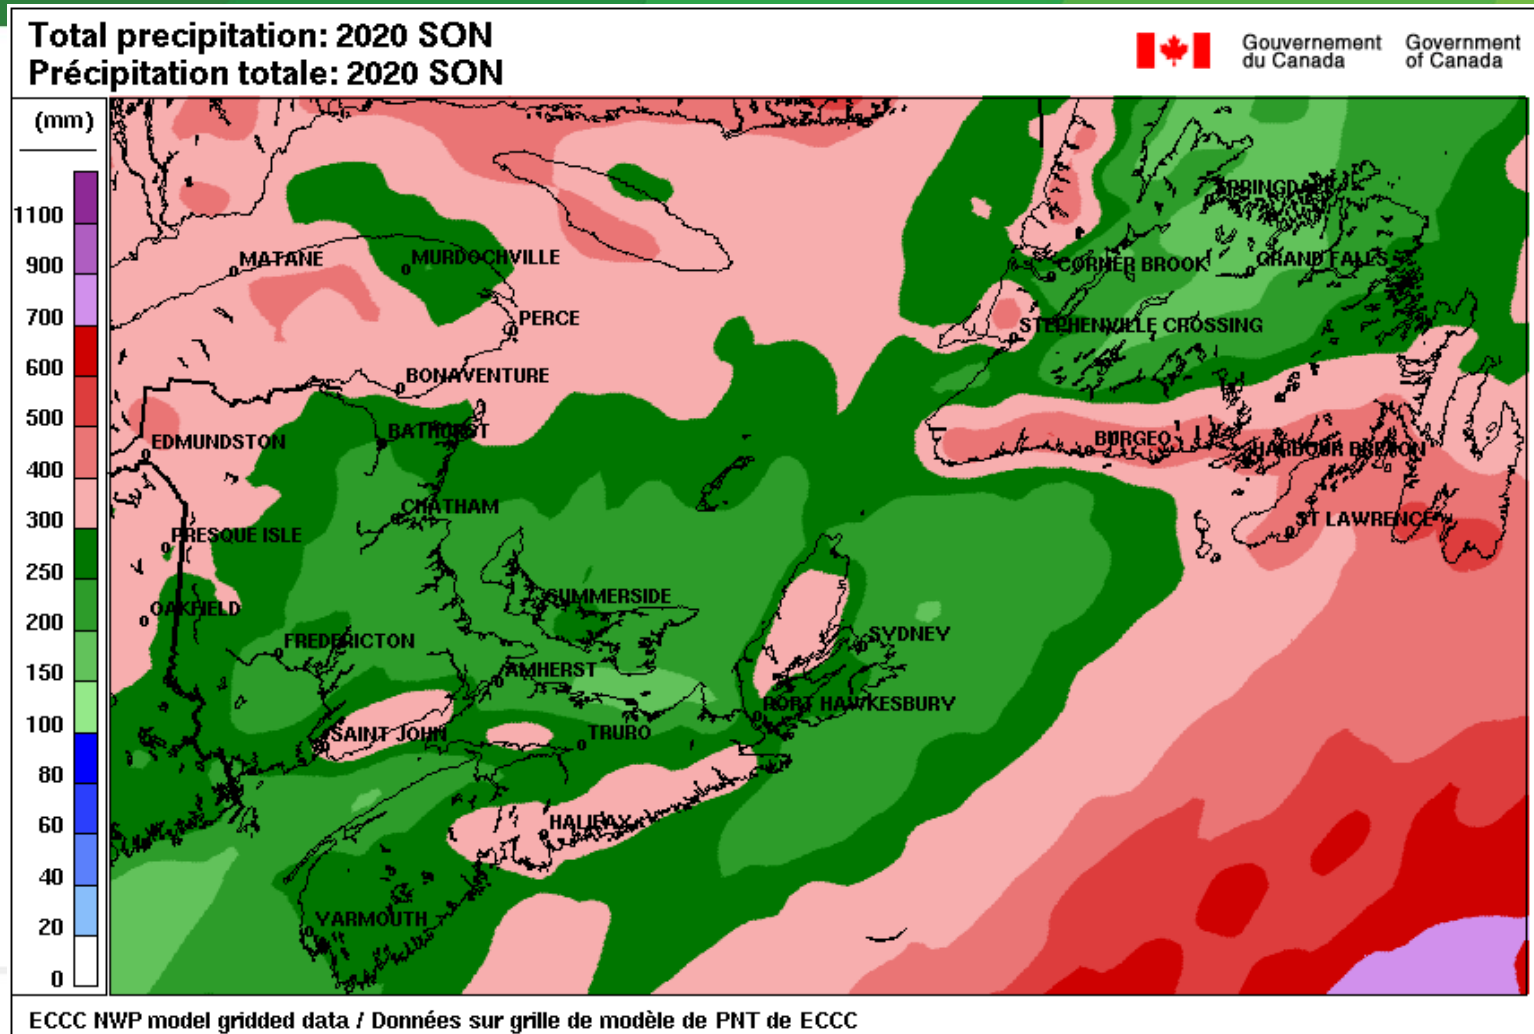 Total precipitation: 2020 SON
Précipitation totale: 2020 SON
Gouvernement du Canada
Government of Canada
(mm)
1100
900
700
600
500
400
300
250
200
150
100
80
60
40
20
0
SPRINGDALE
MATANE
MURDOCHVILLE
CORNER BROOK
GRAND FALLS
PERCE
STEPHENVILLE CROSSING
BONAVENTURE
EDMUNDSTON
BATHURST
BURGEO
HARBOUR BRETON
CHATHAM
ST LAWRENCE
PRESQUE ISLE
OAKFIELD
SUMMERSIDE
FREDERICTON
SYDNEY
AMHERST
PORT HAWKESBURY
SAINT JOHN
TRURO
HALIFAX
YARMOUTH
ECCC NWP model gridded data / Données sur grille de modèle de PNT de ECCC